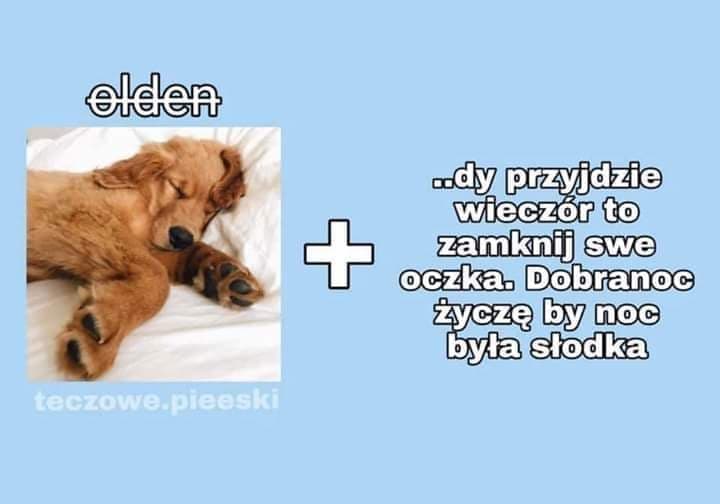 olden
teczowe.pieeski
+
..dy przyjdzie
wieczór to
zamknij swe
oczka. Dobranoc
życzę by noc
była słodka